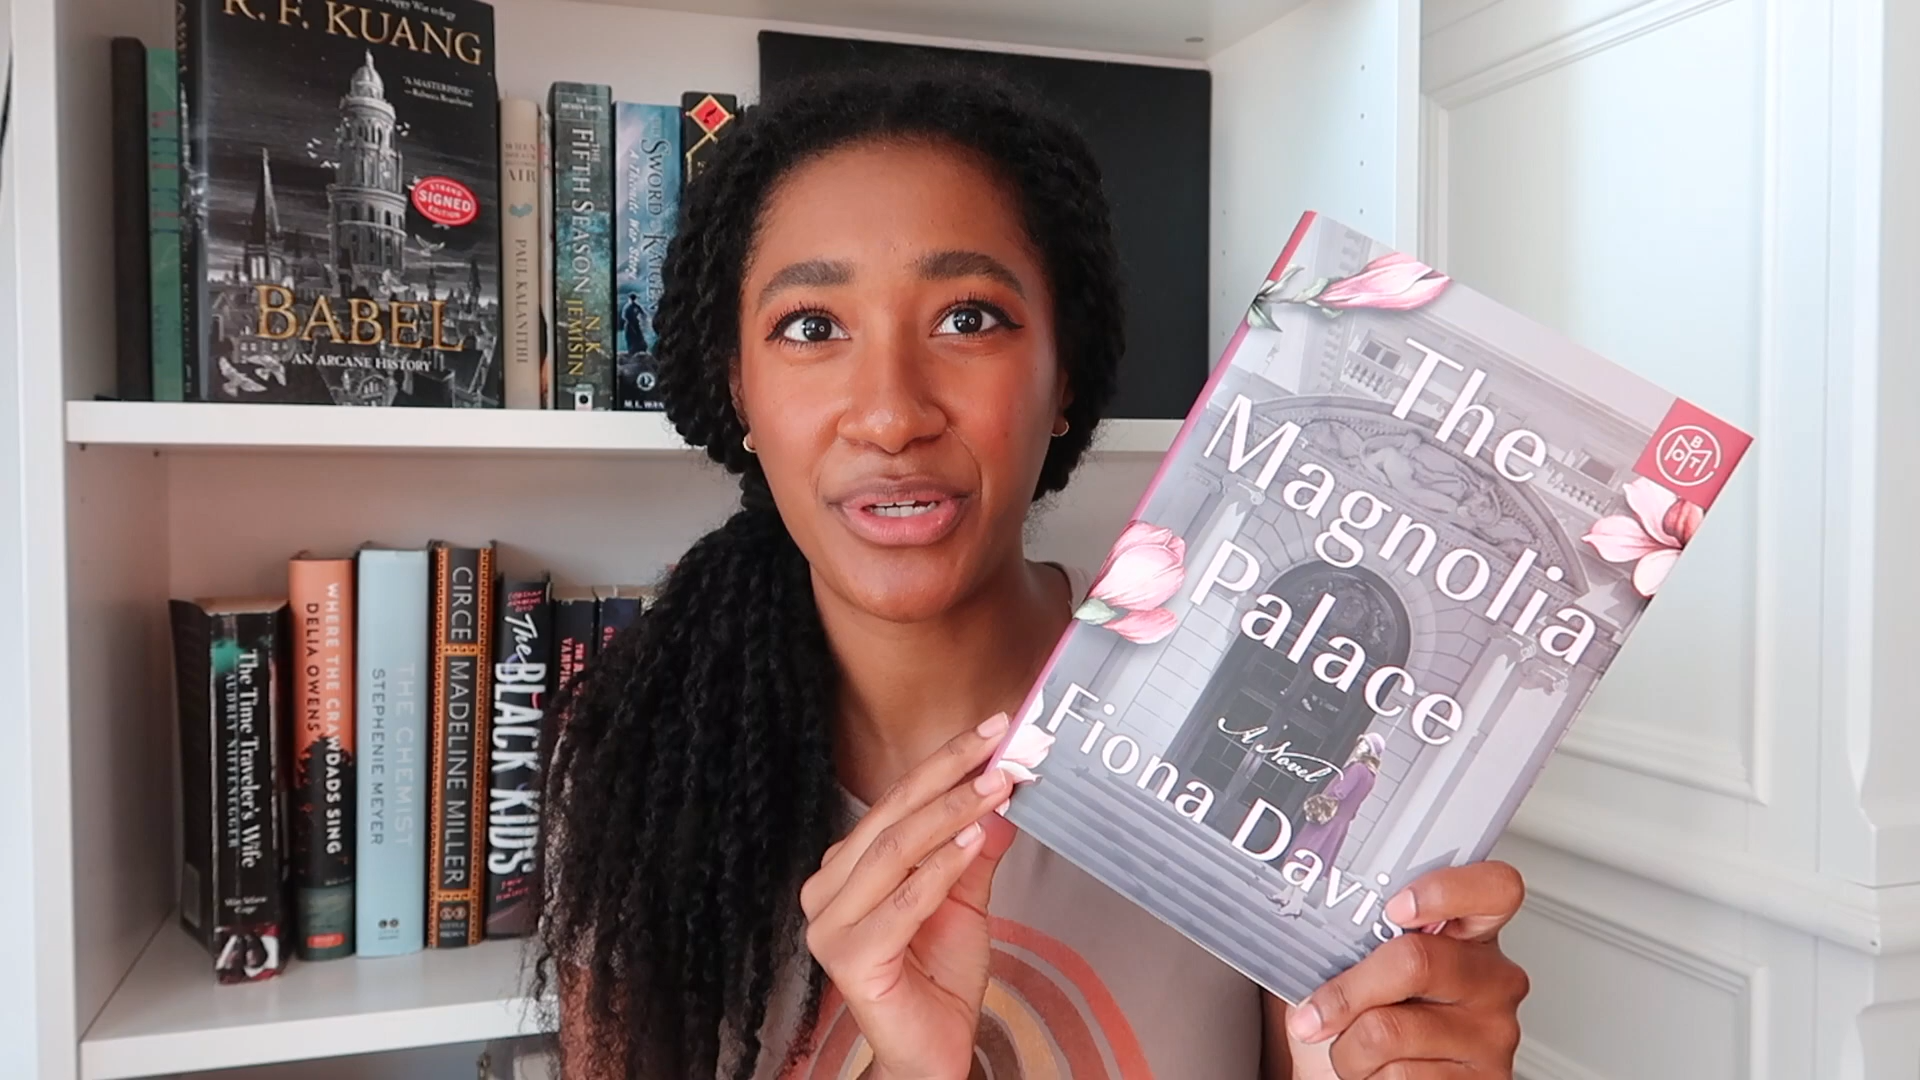 R. F. KUANG
"A MASTERPIECE"
SIGNED
EDITION
BABEL
AN ARCANE HISTORY
AIR
PAUL KALANITHI
THE
FIFTH SEASON
N. K.
JEMISIN
The
Magnolia
Palace
A Novel
Fiona Davis
BOTM
The Time Traveler's Wife
AUDREY NIFFENEGGER
WHERE THE CRAWDADS SING
DELIA OWENS
THE CHEMIST
STEPHENIE MEYER
CIRCE
MADELINE MILLER
The BLACK KIDS